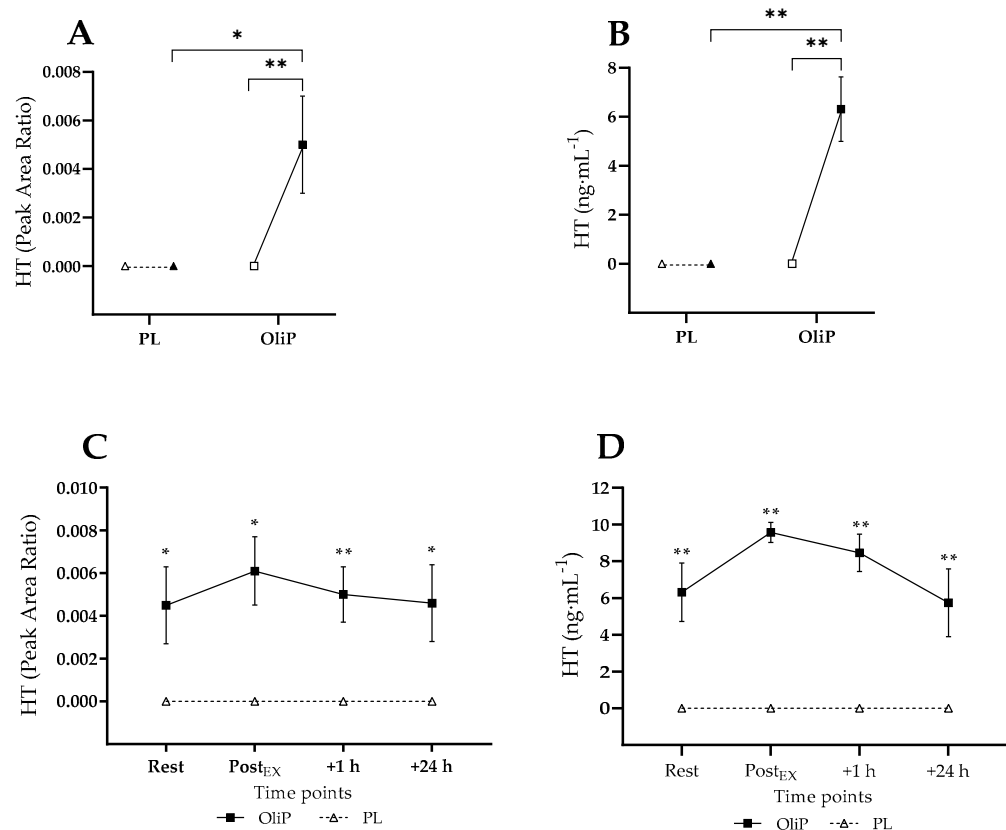 A
*
**
0.008
0.006
0.004
0.002
0.000
HT (Peak Area Ratio)
PL
OliP
B
**
**
8
6
4
2
0
HT (ng·mL⁻¹)
PL
OliP
C
0.010
0.008
0.006
0.004
0.002
0.000
HT (Peak Area Ratio)
*
*
**
*
Rest
PostEX
+1 h
+24 h
Time points
OliP
PL
D
12
10
8
6
4
2
0
HT (ng·mL⁻¹)
**
**
**
**
Rest
PostEX
+1 h
+24 h
Time points
OliP
PL